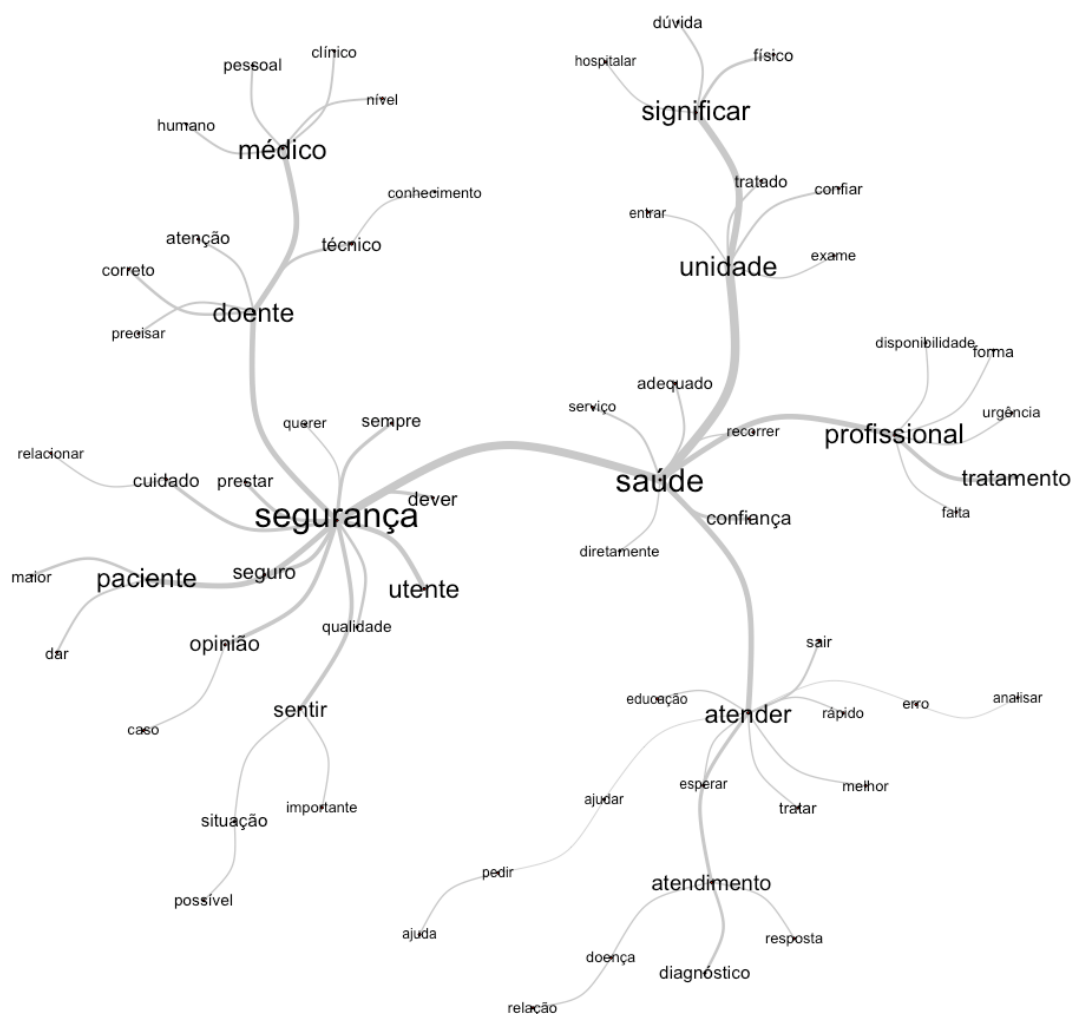 dúvida
clínico
físico
pessoal
hospitalar
nível
significar
humano
médico
tratado
confiar
conhecimento
entrar
atenção
técnico
exame
correto
unidade
doente
precisar
disponibilidade
forma
adequado
serviço
urgência
querer
sempre
recorrer
profissional
relacionar
cuidado
prestar
saúde
tratamento
dever
segurança
confiança
falta
diretamente
maior
paciente
seguro
utente
qualidade
opinião
sair
dar
educação
analisar
sentir
atender
rápido
erro
caso
esperar
melhor
ajudar
importante
tratar
situação
pedir
atendimento
possível
ajuda
resposta
doença
diagnóstico
relação